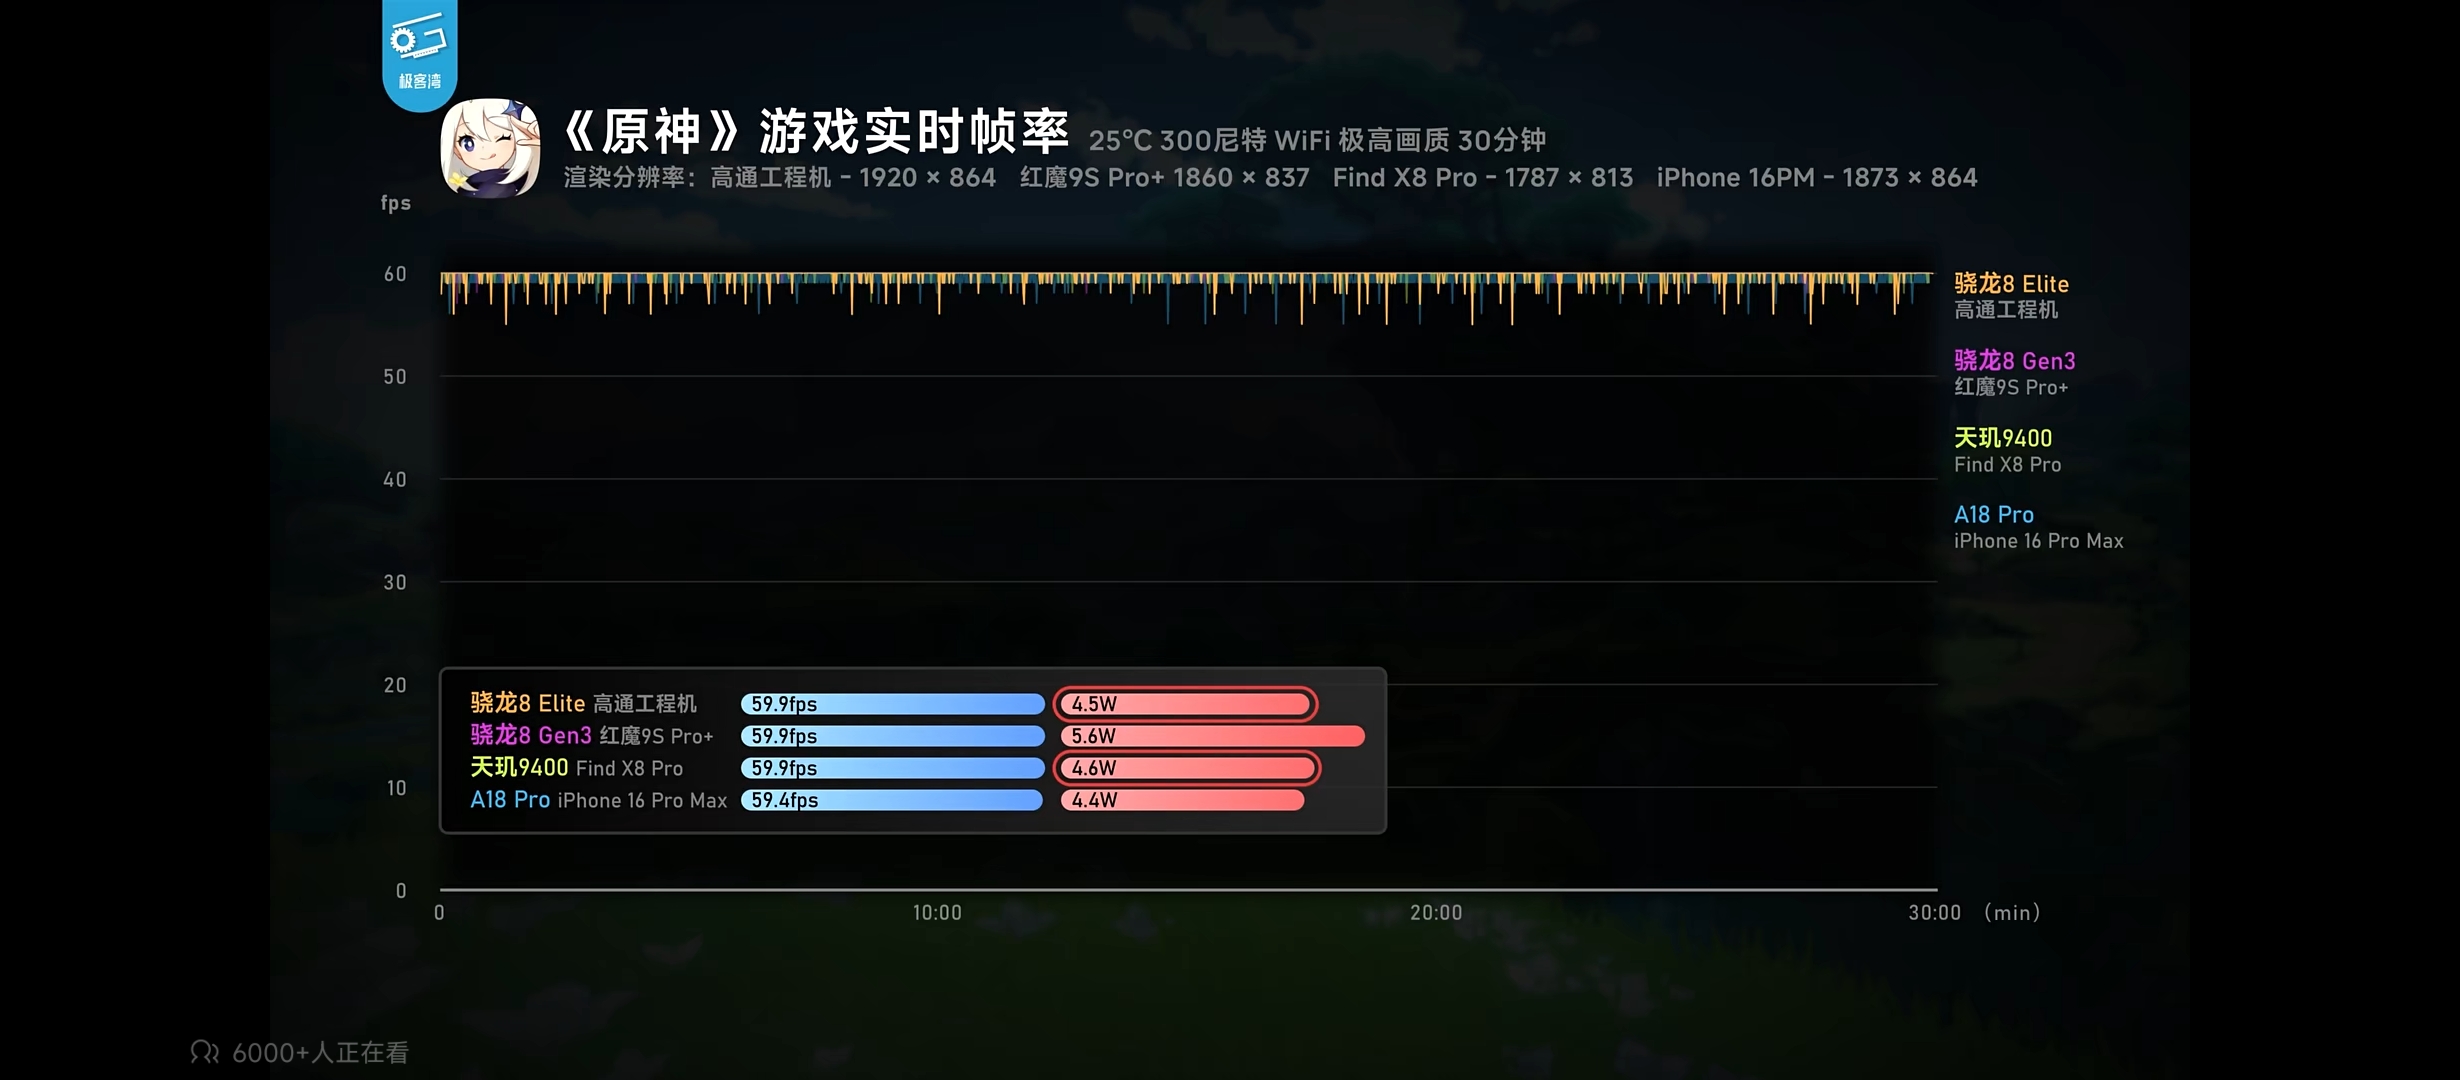 极客湾
《原神》游戏实时帧率 25°C 300尼特 WiFi 极高画质 30分钟
渲染分辨率：高通工程机 - 1920 × 864 红魔9S Pro+ 1860 × 837 Find X8 Pro - 1787 × 813 iPhone 16PM - 1873 × 864
fps
60
50
40
30
20
10
0
骁龙8 Elite
高通工程机
骁龙8 Gen3
红魔9S Pro+
天玑9400
Find X8 Pro
A18 Pro
iPhone 16 Pro Max
骁龙8 Elite 高通工程机 59.9fps 4.5W
骁龙8 Gen3 红魔9S Pro+ 59.9fps 5.6W
天玑9400 Find X8 Pro 59.9fps 4.6W
A18 Pro iPhone 16 Pro Max 59.4fps 4.4W
0 10:00 20:00 30:00 （min）
6000+人正在看